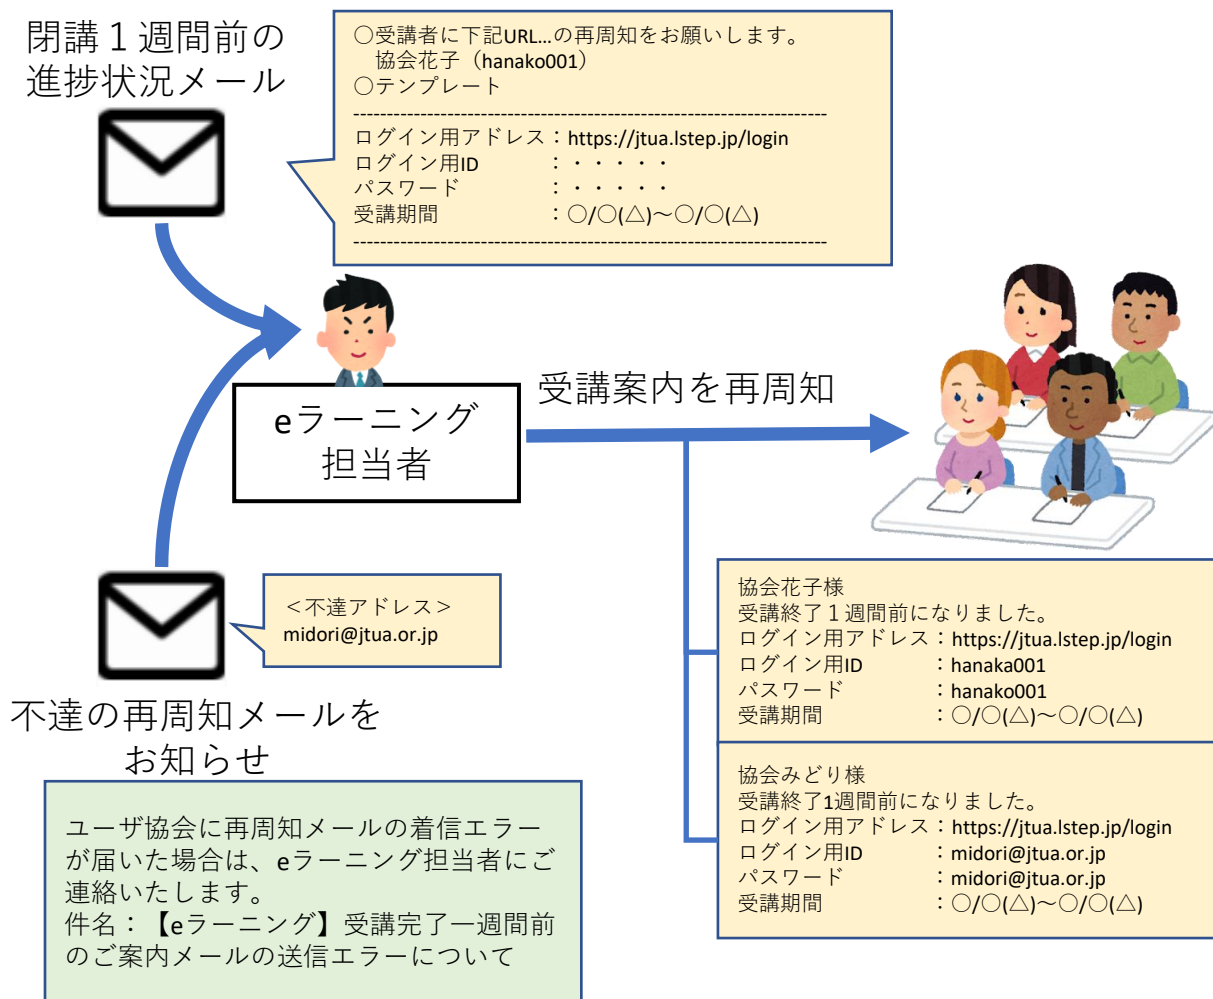 閉講１週間前の
進捗状況メール
〇受講者に下記URL…の再周知をお願いします。
協会花子（hanako001）
〇テンプレート
-----------------------------------------------------------------------
ログイン用アドレス：https://jtua.lstep.jp/login
ログイン用ID　　　：・・・・・
パスワード　　　　：・・・・・
受講期間　　　　　：〇/〇(△)～〇/〇(△)
-----------------------------------------------------------------------
eラーニング
担当者
受講案内を再周知
＜不達アドレス＞
midori@jtua.or.jp
不達の再周知メールを
お知らせ
ユーザ協会に再周知メールの着信エラー
が届いた場合は、eラーニング担当者にご
連絡いたします。
件名：【eラーニング】受講完了一週間前
のご案内メールの送信エラーについて
協会花子様
受講終了１週間前になりました。
ログイン用アドレス：https://jtua.lstep.jp/login
ログイン用ID　　　：hanaka001
パスワード　　　　：hanako001
受講期間　　　　　：〇/〇(△)～〇/〇(△)
協会みどり様
受講終了1週間前になりました。
ログイン用アドレス：https://jtua.lstep.jp/login
ログイン用ID　　　：midori@jtua.or.jp
パスワード　　　　：midori@jtua.or.jp
受講期間　　　　　：〇/〇(△)～〇/〇(△)